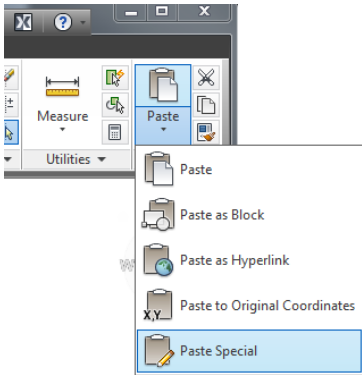 Measure
Paste
Utilities
Paste
Paste as Block
Paste as Hyperlink
X,Y
Paste to Original Coordinates
Paste Special